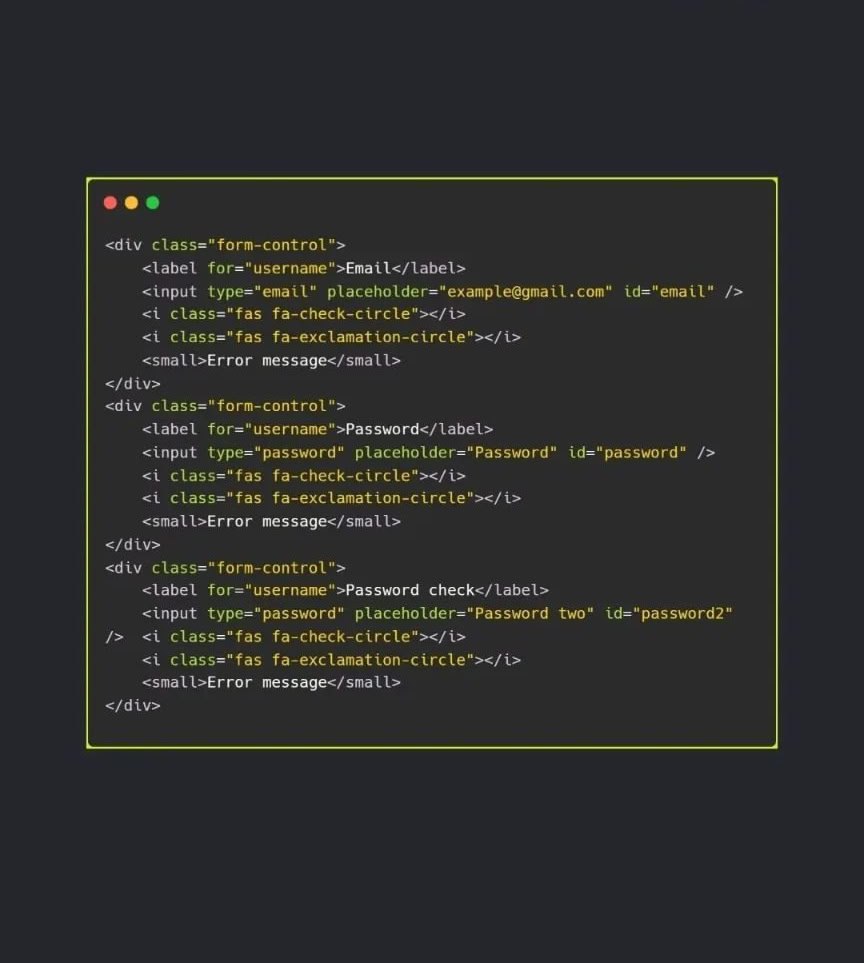 <div class="form-control">
    <label for="username">Email</label>
    <input type="email" placeholder="example@gmail.com" id="email" />
    <i class="fas fa-check-circle"></i>
    <i class="fas fa-exclamation-circle"></i>
    <small>Error message</small>
</div>
<div class="form-control">
    <label for="username">Password</label>
    <input type="password" placeholder="Password" id="password" />
    <i class="fas fa-check-circle"></i>
    <i class="fas fa-exclamation-circle"></i>
    <small>Error message</small>
</div>
<div class="form-control">
    <label for="username">Password check</label>
    <input type="password" placeholder="Password two" id="password2"
/>  <i class="fas fa-check-circle"></i>
    <i class="fas fa-exclamation-circle"></i>
    <small>Error message</small>
</div>